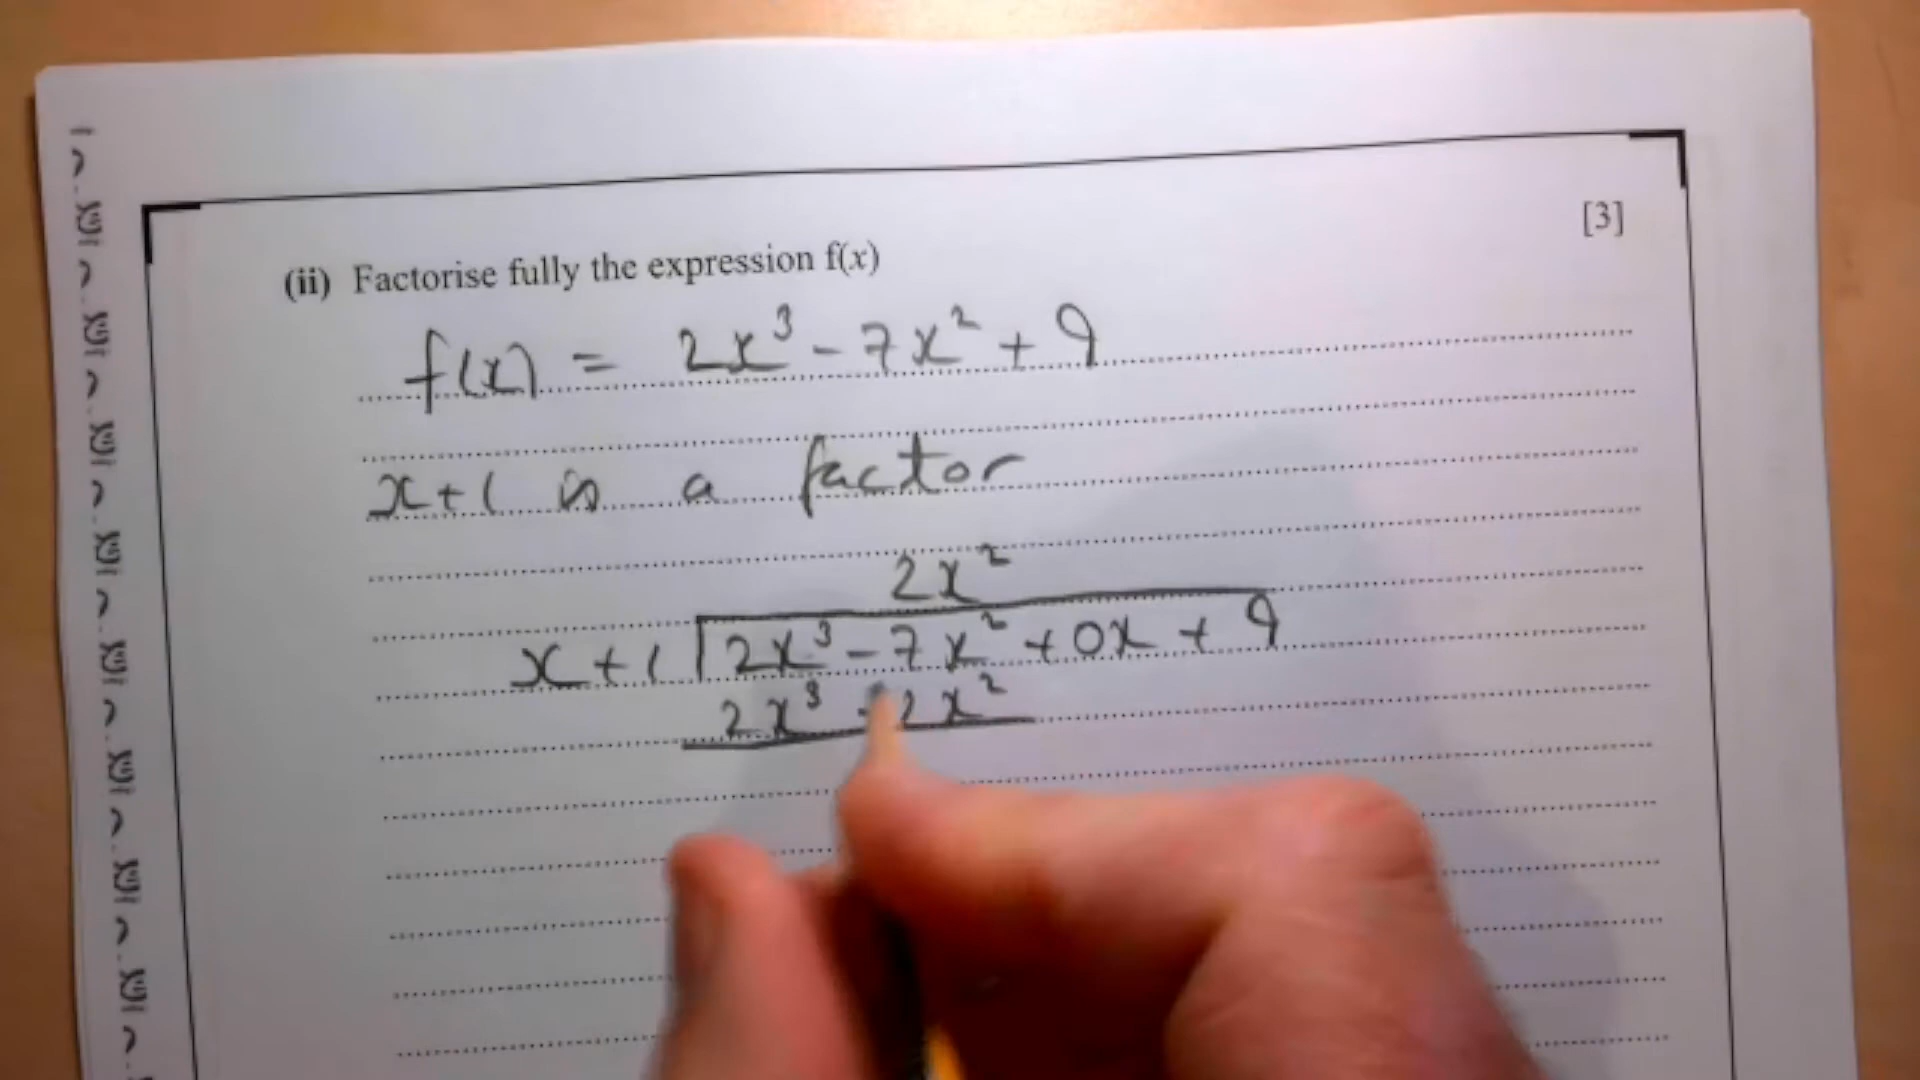 [3]
(ii) Factorise fully the expression f(x)
f(x) = 2x³ - 7x² + 9
x+1 is a factor
2x²
x+1 2x³ - 7x² + 0x + 9
2x³ 2x²